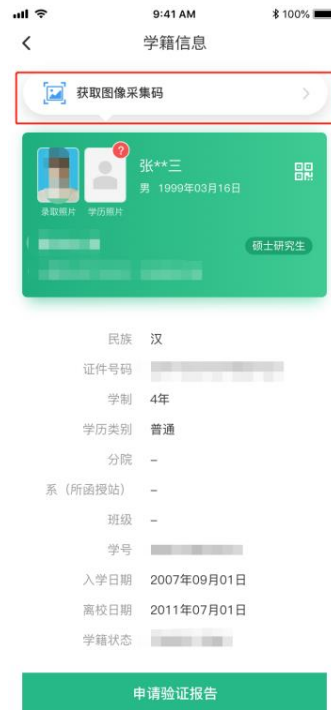 9:41 AM 100%
学籍信息
获取图像采集码
?
张**三
男 1999年03月16日
录取照片 学历照片
硕士研究生
民族 汉
证件号码
学制 4年
学历类别 普通
分院 –
系（所函授站） –
班级 –
学号
入学日期 2007年09月01日
离校日期 2011年07月01日
学籍状态
申请验证报告